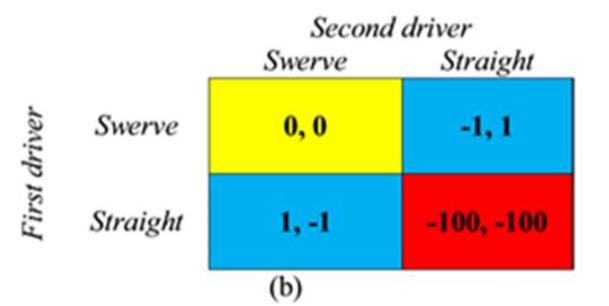 Second driver
Swerve Straight
First driver
Swerve 0, 0 -1, 1
Straight 1, -1 -100, -100
(b)